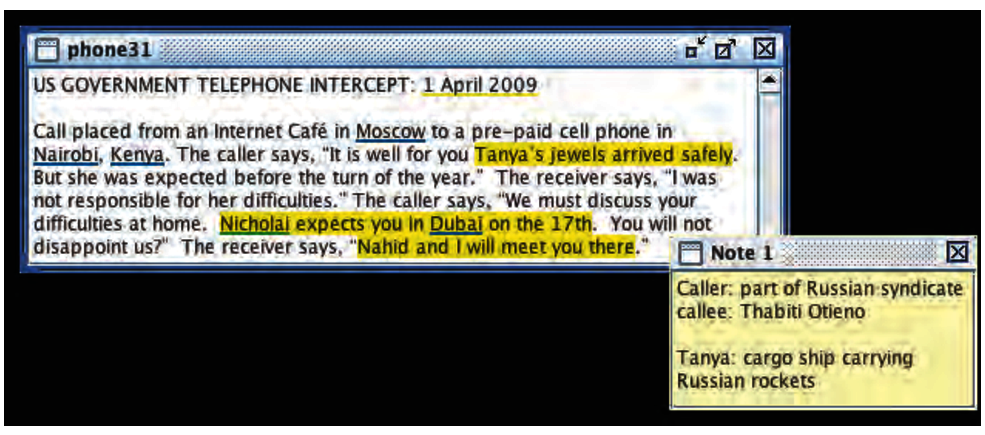 phone31
US GOVERNMENT TELEPHONE INTERCEPT: 1 April 2009
Call placed from an Internet Café in Moscow to a pre-paid cell phone in
Nairobi, Kenya. The caller says, "It is well for you Tanya's jewels arrived safely.
But she was expected before the turn of the year." The receiver says, "I was
not responsible for her difficulties." The caller says, "We must discuss your
difficulties at home. Nicholai expects you in Dubai on the 17th. You will not
disappoint us?" The receiver says, "Nahid and I will meet you there."
Note 1
Caller: part of Russian syndicate
callee: Thabiti Otieno
Tanya: cargo ship carrying
Russian rockets